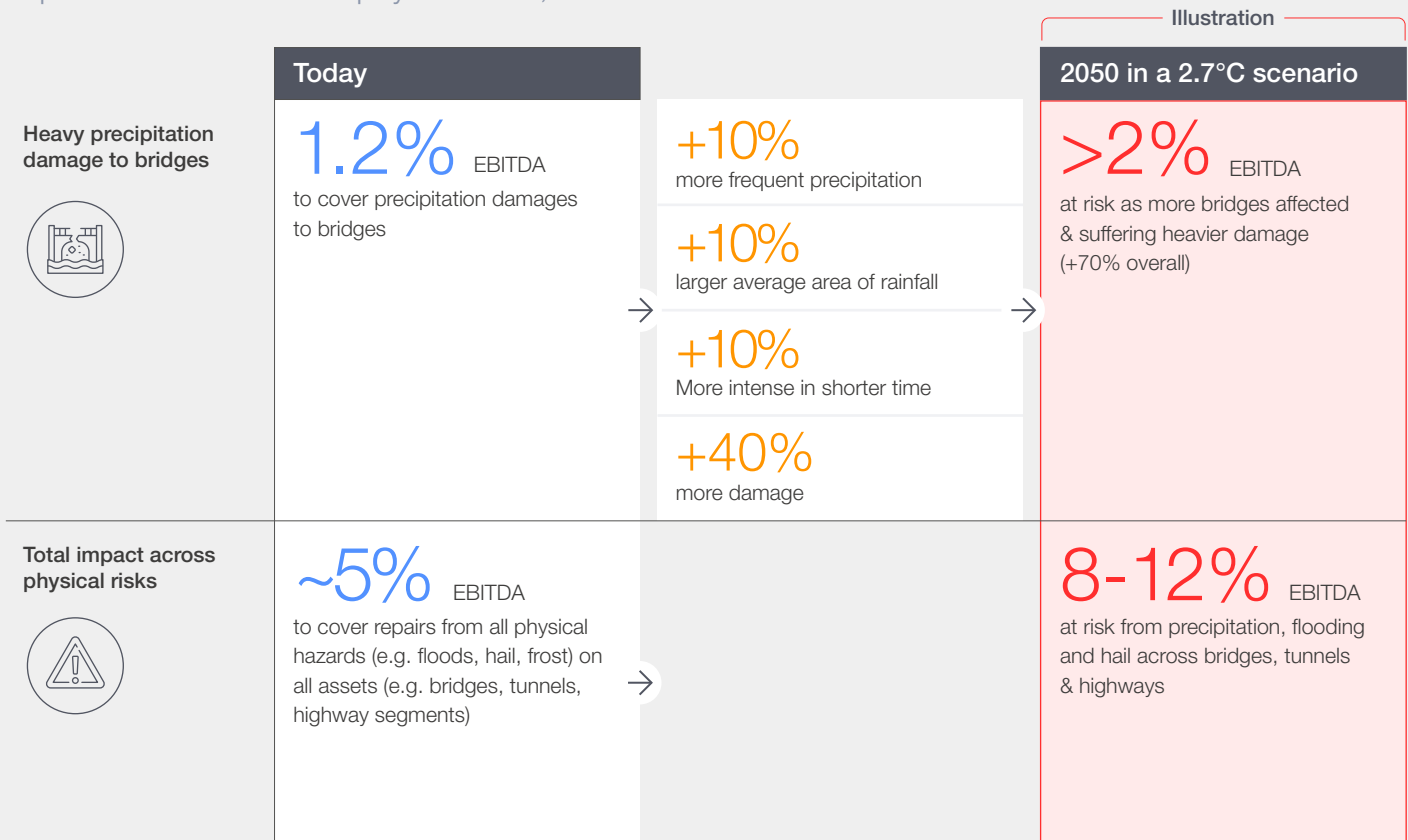 Illustration
Today
2050 in a 2.7°C scenario
Heavy precipitation
damage to bridges
1.2% EBITDA
to cover precipitation damages
to bridges
+10%
more frequent precipitation
+10%
larger average area of rainfall
+10%
More intense in shorter time
+40%
more damage
>2% EBITDA
at risk as more bridges affected
& suffering heavier damage
(+70% overall)
Total impact across
physical risks
~5% EBITDA
to cover repairs from all physical
hazards (e.g. floods, hail, frost) on
all assets (e.g. bridges, tunnels,
highway segments)
8-12% EBITDA
at risk from precipitation, flooding
and hail across bridges, tunnels
& highways